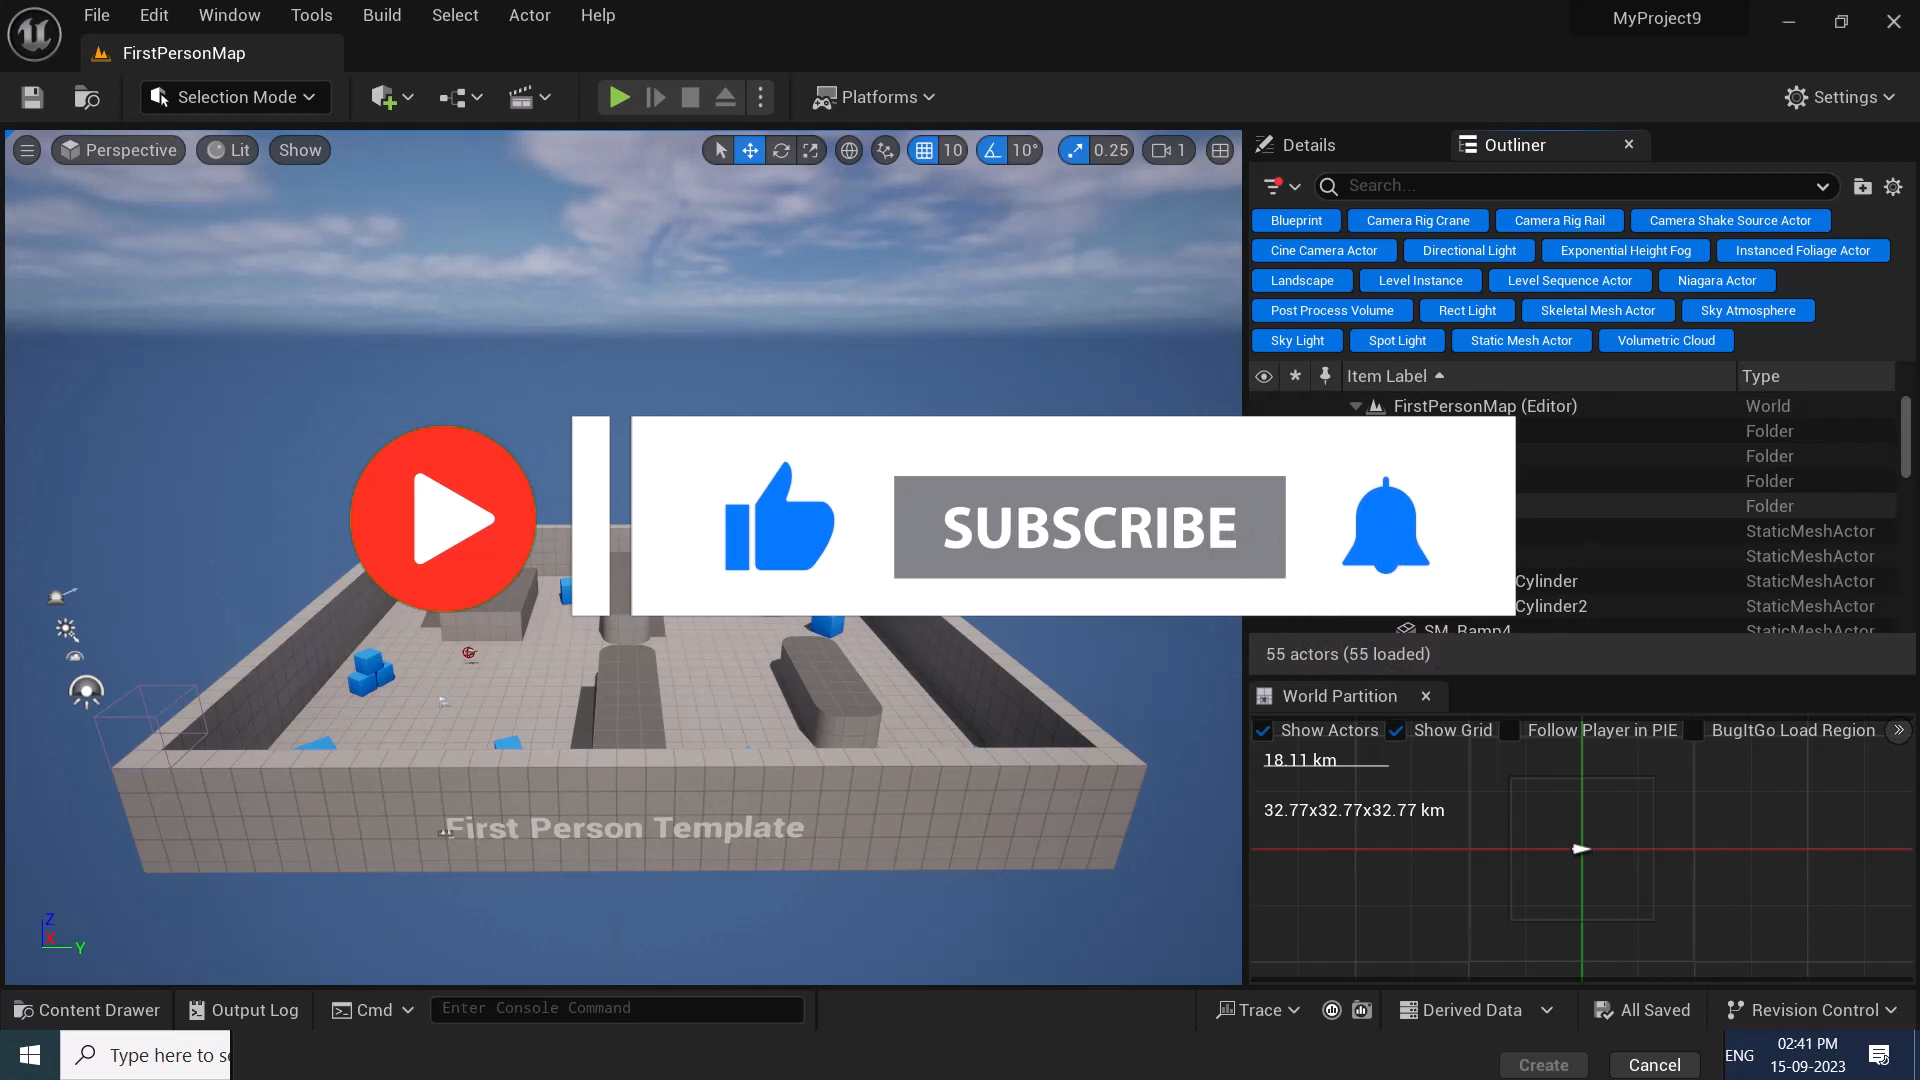 File Edit Window Tools Build Select Actor Help
MyProject9
FirstPersonMap
Selection Mode
Platforms
Settings
Perspective Lit Show
10 10° 0.25 1
Details Outliner
Search...
Blueprint Camera Rig Crane Camera Rig Rail Camera Shake Source Actor
Cine Camera Actor Directional Light Exponential Height Fog Instanced Foliage Actor
Landscape Level Instance Level Sequence Actor Niagara Actor
Post Process Volume Rect Light Skeletal Mesh Actor Sky Atmosphere
Sky Light Spot Light Static Mesh Actor Volumetric Cloud
Item Label Type
FirstPersonMap (Editor) World
Folder
Folder
Folder
Folder
StaticMeshActor
StaticMeshActor
Cylinder StaticMeshActor
Cylinder2 StaticMeshActor
SM_Ramp4 StaticMeshActor
SUBSCRIBE
55 actors (55 loaded)
World Partition
Show Actors Show Grid Follow Player in PIE BugItGo Load Region
18.11 km
32.77x32.77x32.77 km
First Person Template
Z
X
Y
Content Drawer Output Log Cmd Enter Console Command Trace Derived Data All Saved Revision Control
Type here to se
Create Cancel
ENG
02:41 PM
15-09-2023